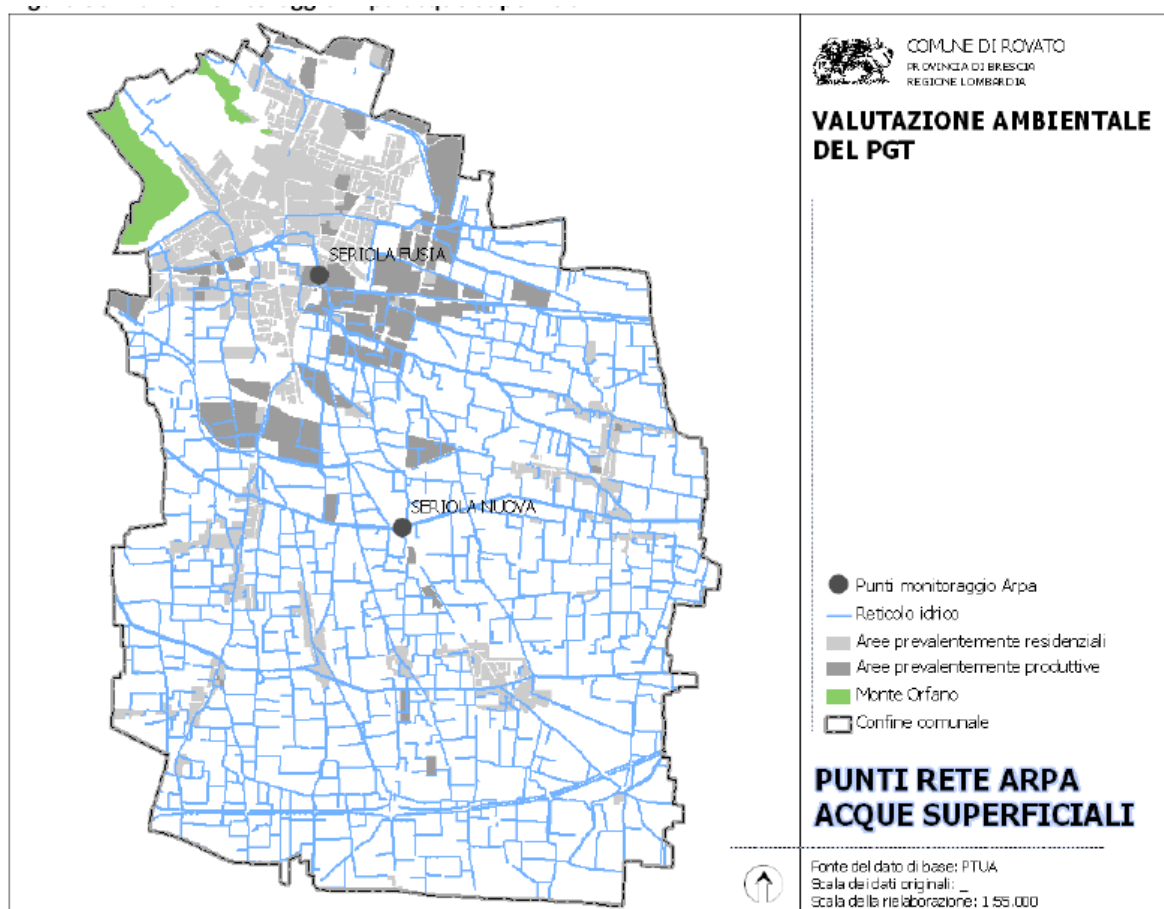 COMUNE DI ROVATO
PROVINCIA DI BRESCIA
REGIONE LOMBARDIA
VALUTAZIONE AMBIENTALE
DEL PGT
SERIOLA FUSIA
SERIOLA NUOVA
Punti monitoraggio Arpa
Reticolo idrico
Aree prevalentemente residenziali
Aree prevalentemente produttive
Monte Orfano
Confine comunale
PUNTI RETE ARPA
ACQUE SUPERFICIALI
Fonte del dato di base: PTUA
Scala dei dati originali: _
Scala della rielaborazione: 1:55.000